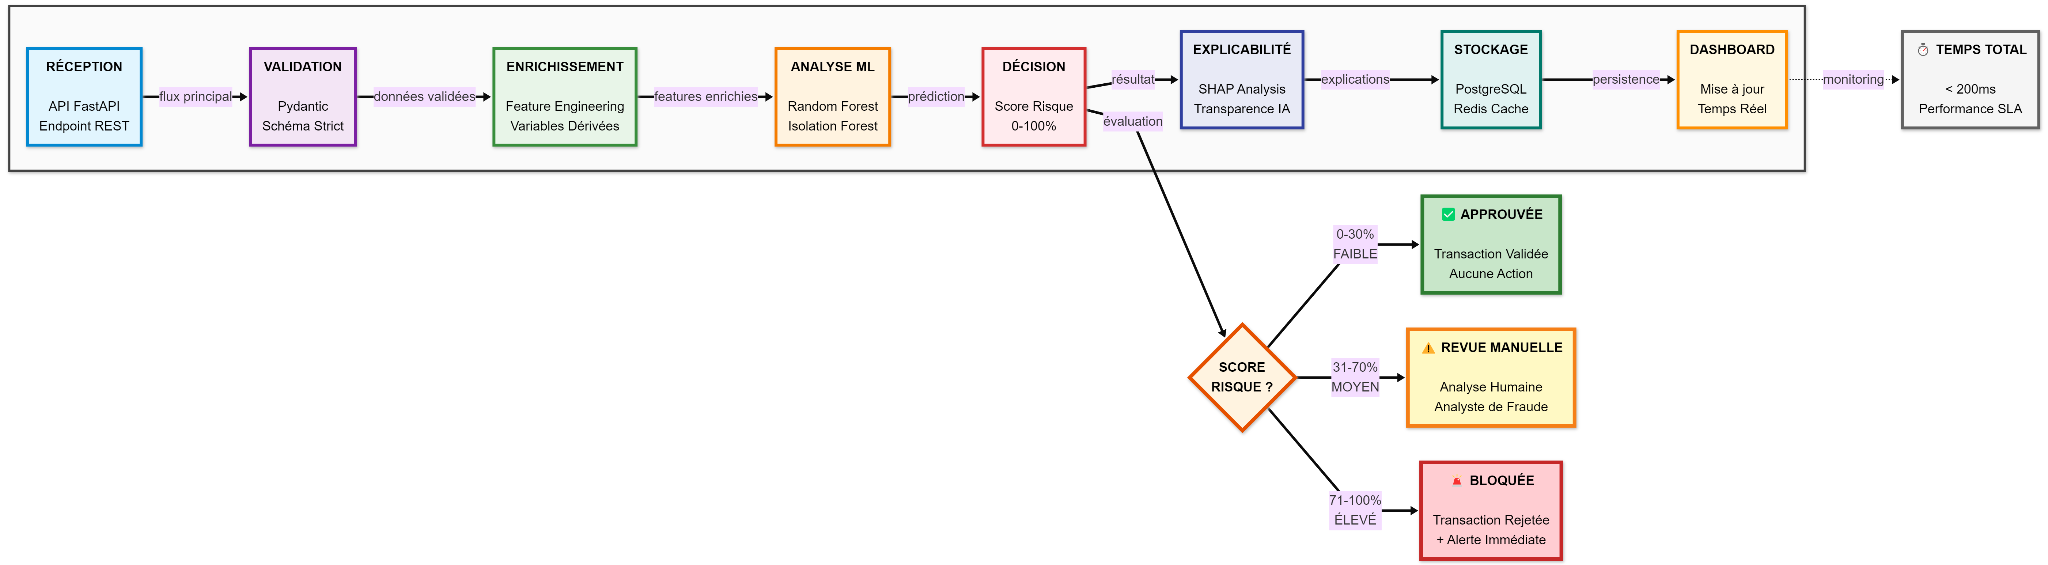 RÉCEPTION
API FastAPI
Endpoint REST
flux principal
VALIDATION
Pydantic
Schéma Strict
données validées
ENRICHISSEMENT
Feature Engineering
Variables Dérivées
features enrichies
ANALYSE ML
Random Forest
Isolation Forest
prédiction
DÉCISION
Score Risque
0-100%
résultat
évaluation
EXPLICABILITÉ
SHAP Analysis
Transparence IA
explications
STOCKAGE
PostgreSQL
Redis Cache
persistence
DASHBOARD
Mise à jour
Temps Réel
monitoring
⏱ TEMPS TOTAL
< 200ms
Performance SLA
SCORE
RISQUE ?
0-30%
FAIBLE
✅ APPROUVÉE
Transaction Validée
Aucune Action
31-70%
MOYEN
⚠ REVUE MANUELLE
Analyse Humaine
Analyste de Fraude
71-100%
ÉLEVÉ
🚨 BLOQUÉE
Transaction Rejetée
+ Alerte Immédiate